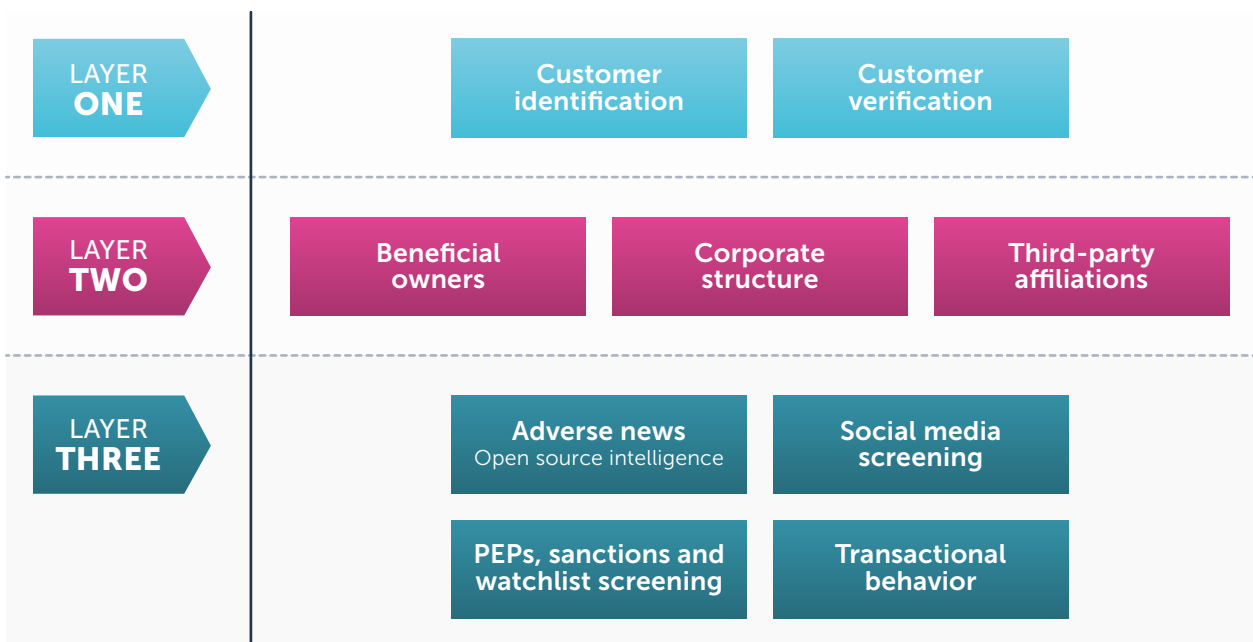 LAYER
ONE
Customer
identification
Customer
verification
LAYER
TWO
Beneficial
owners
Corporate
structure
Third-party
affiliations
LAYER
THREE
Adverse news
Open source intelligence
Social media
screening
PEPs, sanctions and
watchlist screening
Transactional
behavior